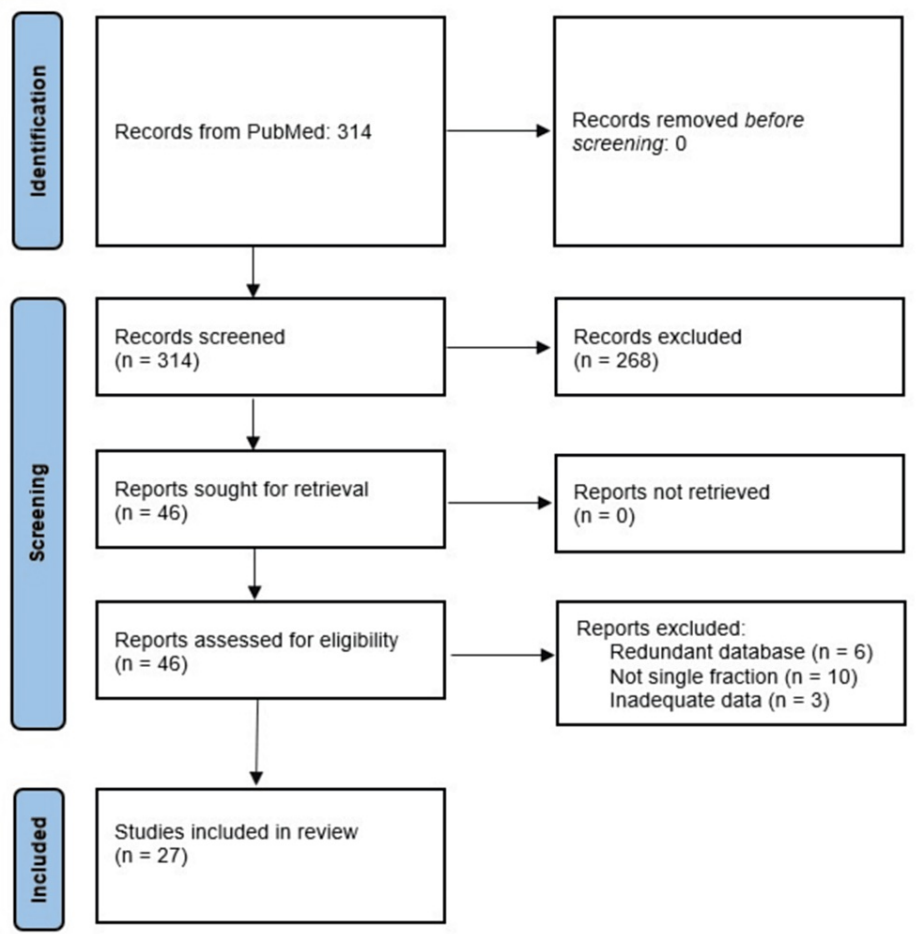 Identification
Records from PubMed: 314
Records removed before
screening: 0
Screening
Records screened
(n = 314)
Records excluded
(n = 268)
Reports sought for retrieval
(n = 46)
Reports not retrieved
(n = 0)
Reports assessed for eligibility
(n = 46)
Reports excluded:
Redundant database (n = 6)
Not single fraction (n = 10)
Inadequate data (n = 3)
Included
Studies included in review
(n = 27)